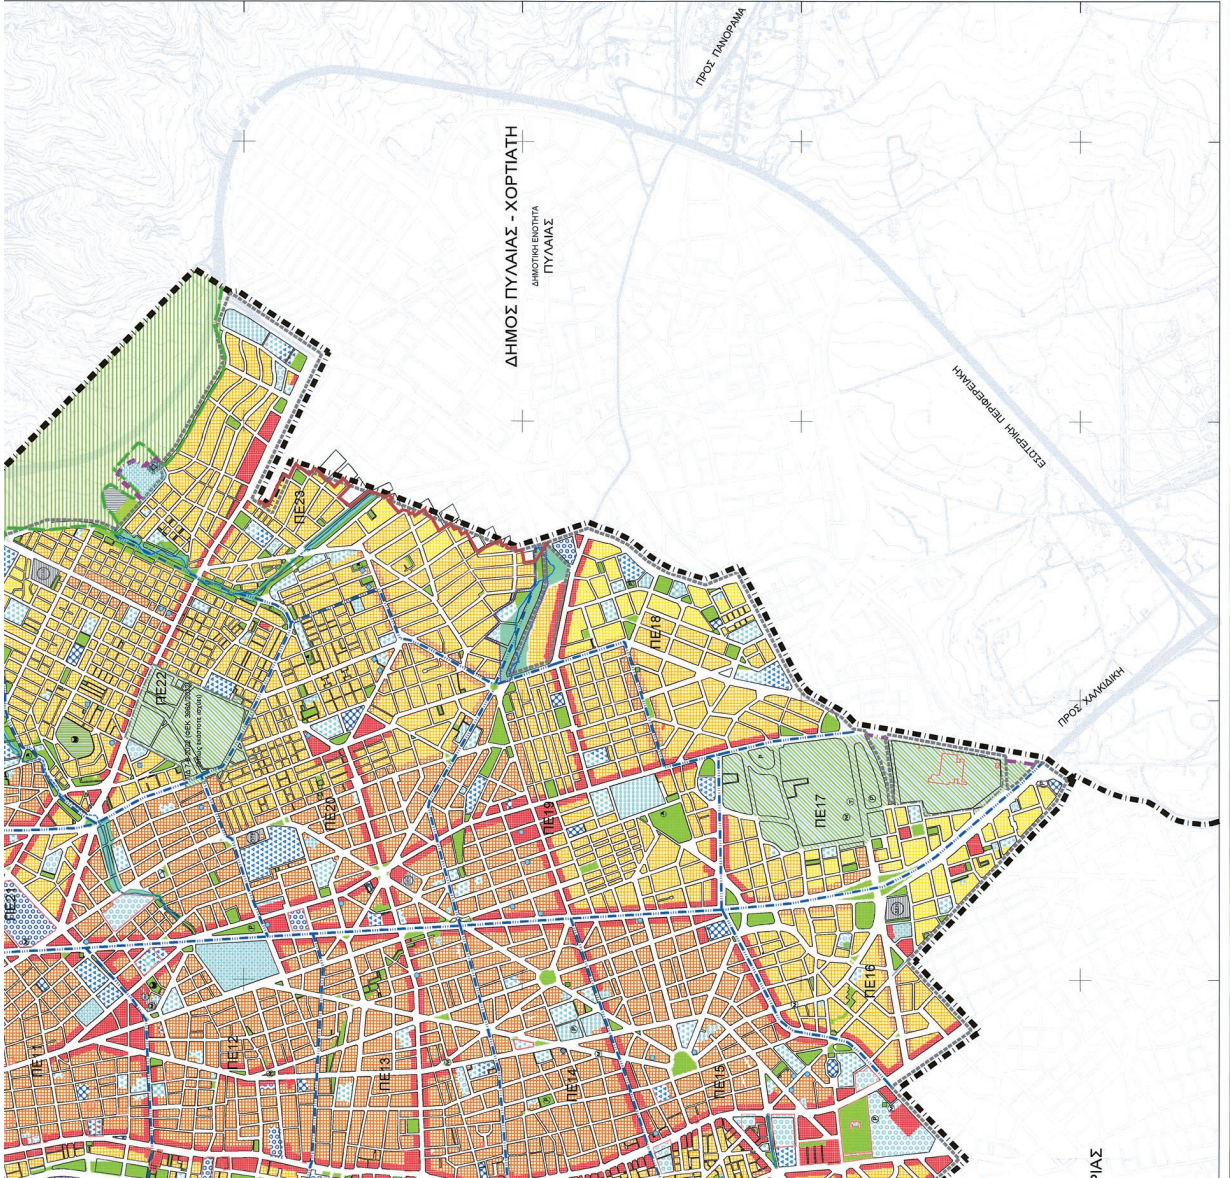 ΠΡΟΣ ΠΑΝΟΡΑΜΑ
ΔΗΜΟΣ ΠΥΛΑΙΑΣ - ΧΟΡΤΙΑΤΗ
ΔΗΜΟΤΙΚΗ ΕΝΟΤΗΤΑ
ΠΥΛΑΙΑΣ
ΕΣΩΤΕΡΙΚΗ ΠΕΡΙΦΕΡΕΙΑΚΗ
ΠΡΟΣ ΧΑΛΚΙΔΙΚΗ
ΠΕ23
ΠΕ18
ΠΕ22
ΠΕ20
ΠΕ19
ΠΕ17
ΠΕ21
ΠΕ16
ΠΕ11
ΠΕ12
ΠΕ13
ΠΕ14
ΠΕ15
ΡΙΑΣ